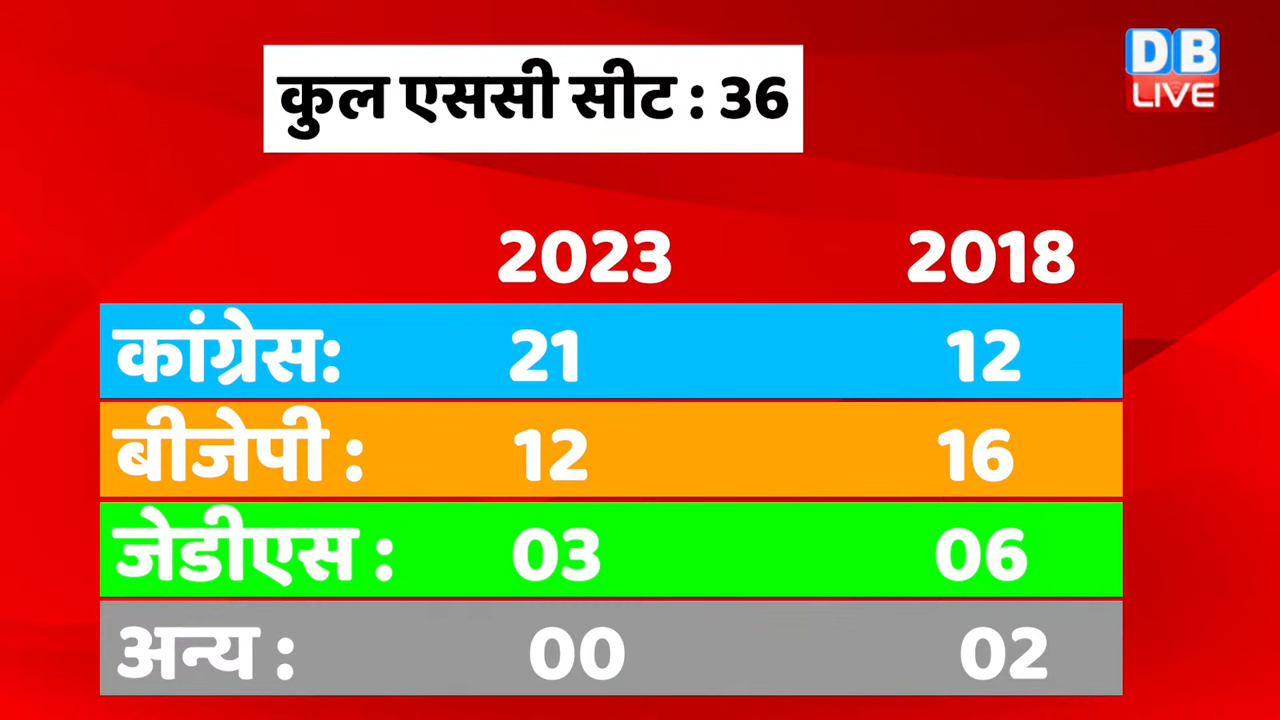 कुल एससी सीट : 36
DB
LIVE
2023 2018
कांग्रेस: 21 12
बीजेपी : 12 16
जेडीएस : 03 06
अन्य : 00 02